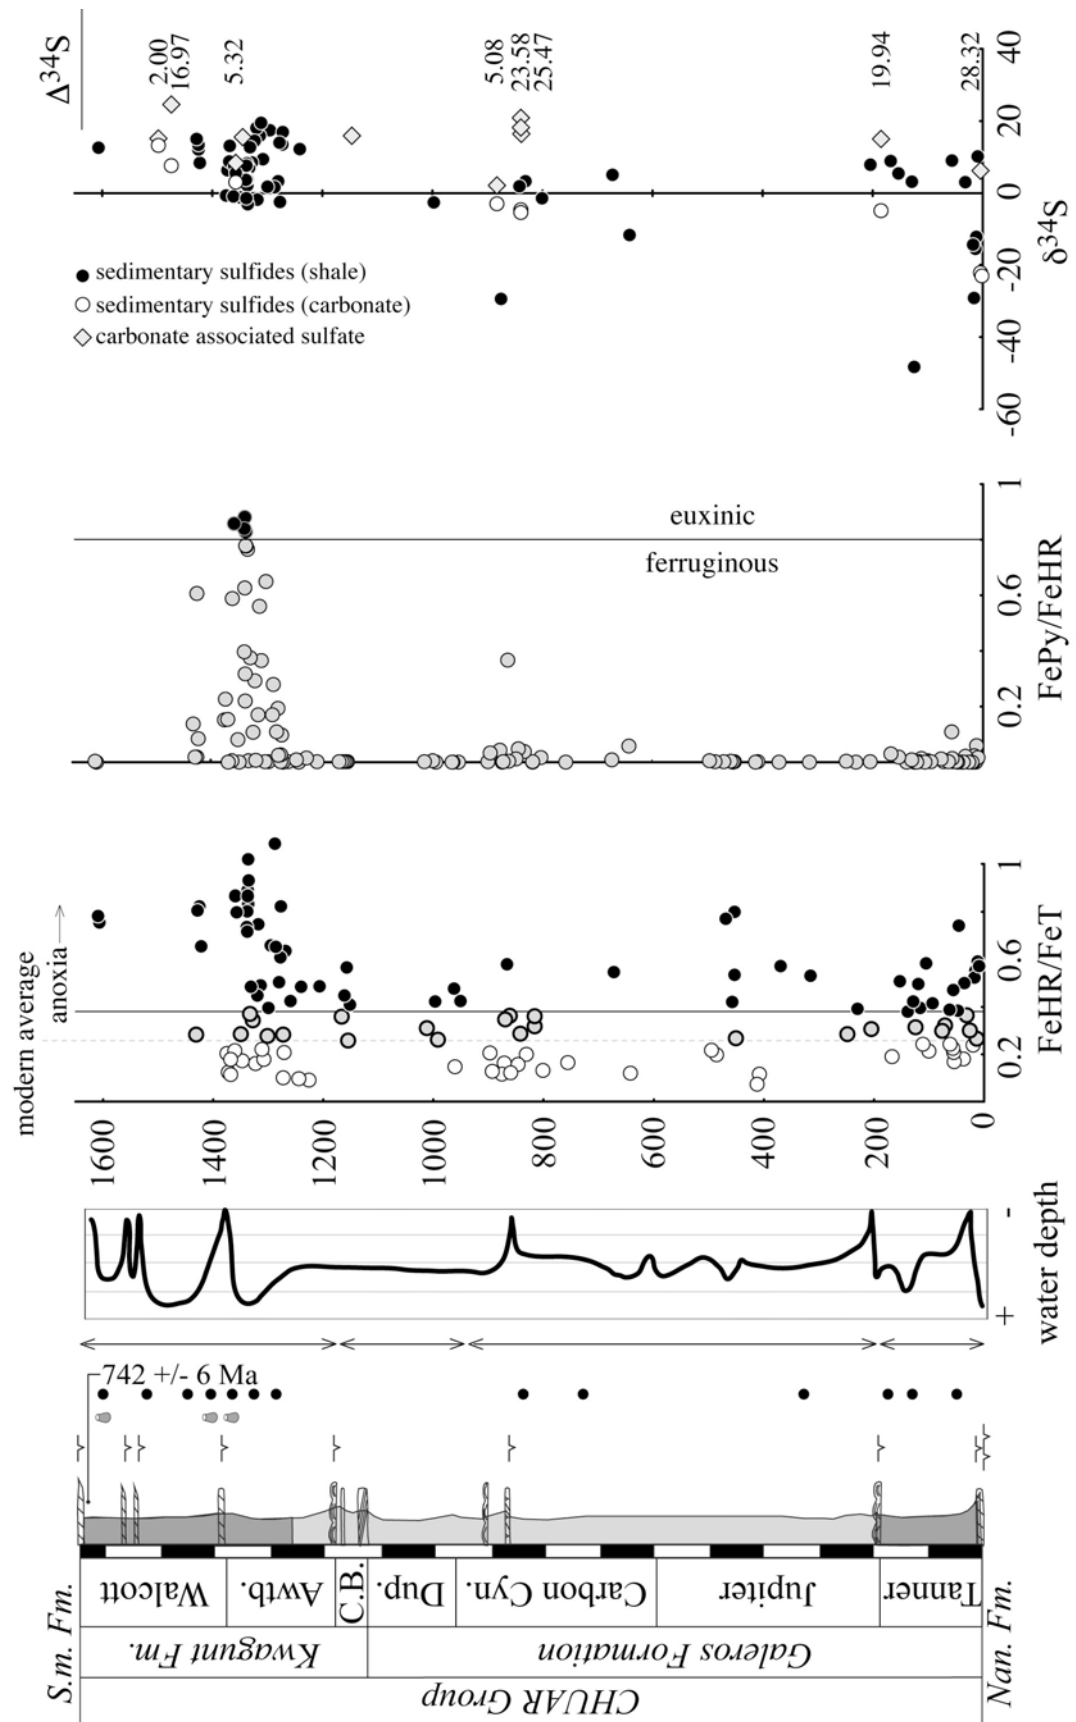 Δ34S
2.00
16.97
5.32
5.08
23.58
25.47
19.94
28.32
40
20
0
-20
-40
-60
δ34S
sedimentary sulfides (shale)
sedimentary sulfides (carbonate)
carbonate associated sulfate
euxinic
ferruginous
1
0.6
0.2
FePy/FeHR
modern average
anoxia
1
0.6
0.2
FeHR/FeT
1600
1400
1200
1000
800
600
400
200
0
-
+
water depth
742 +/- 6 Ma
S.m. Fm.
Walcott
Awtb.
C.B.
Dup.
Carbon Cyn.
Jupiter
Tanner
Nan. Fm.
Kwagunt Fm.
Galeros Formation
CHUAR Group